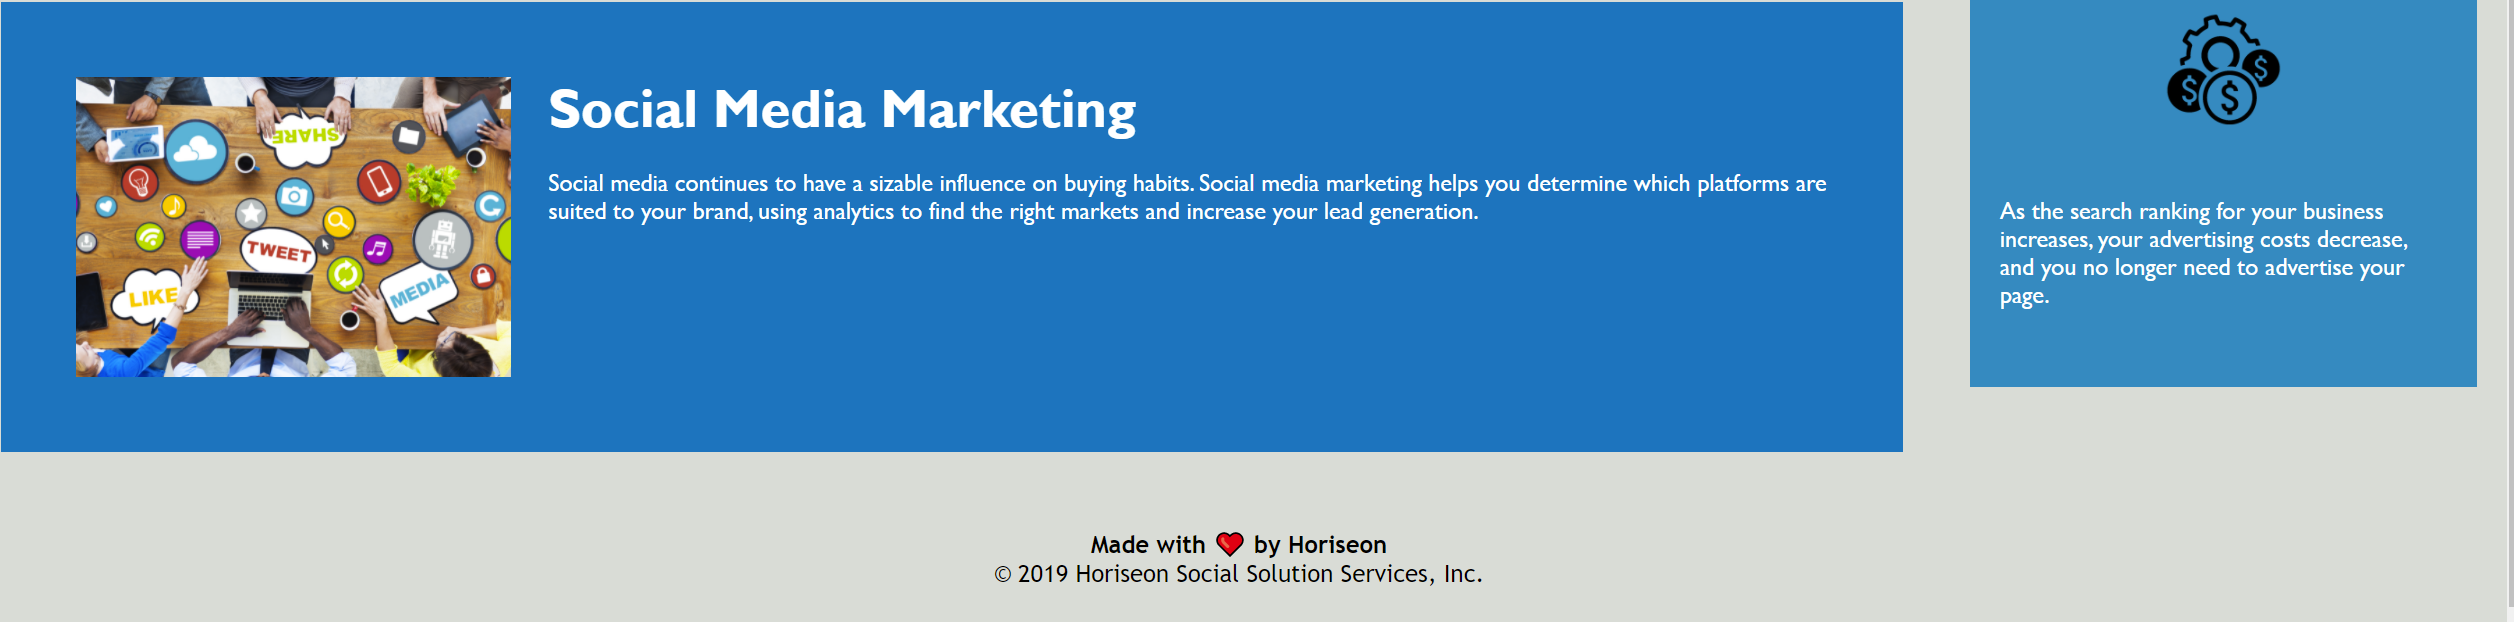 SHARE
TWEET
LIKE
MEDIA
Social Media Marketing
Social media continues to have a sizable influence on buying habits. Social media marketing helps you determine which platforms are
suited to your brand, using analytics to find the right markets and increase your lead generation.
$ $ $
As the search ranking for your business
increases, your advertising costs decrease,
and you no longer need to advertise your
page.
Made with ❤️ by Horiseon
© 2019 Horiseon Social Solution Services, Inc.